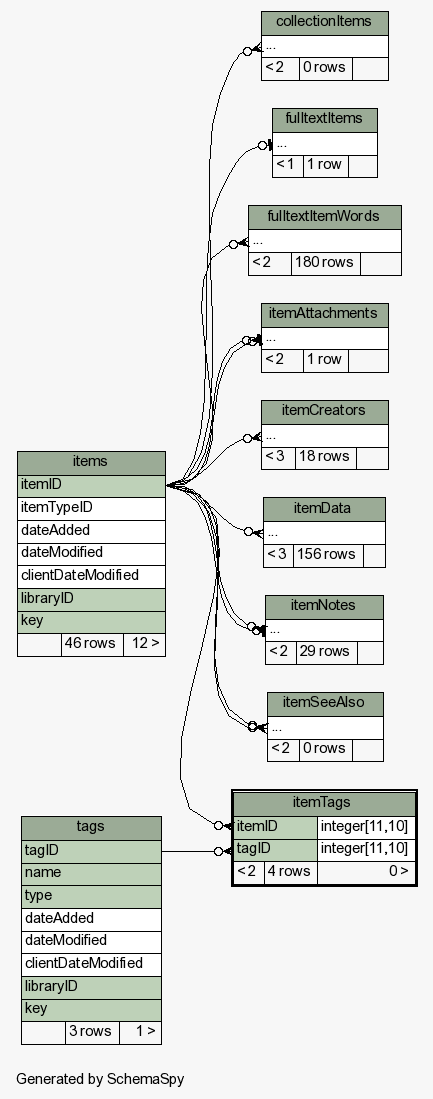 collectionItems
...
< 2 0 rows
fulltextItems
...
< 1 1 row
fulltextItemWords
...
< 2 180 rows
itemAttachments
...
< 2 1 row
itemCreators
...
< 3 18 rows
items
itemID
itemTypeID
dateAdded
dateModified
clientDateModified
libraryID
key
46 rows 12 >
itemData
...
< 3 156 rows
itemNotes
...
< 2 29 rows
itemSeeAlso
...
< 2 0 rows
itemTags
itemID integer[11,10]
tagID integer[11,10]
< 2 4 rows 0 >
tags
tagID
name
type
dateAdded
dateModified
clientDateModified
libraryID
key
3 rows 1 >
Generated by SchemaSpy